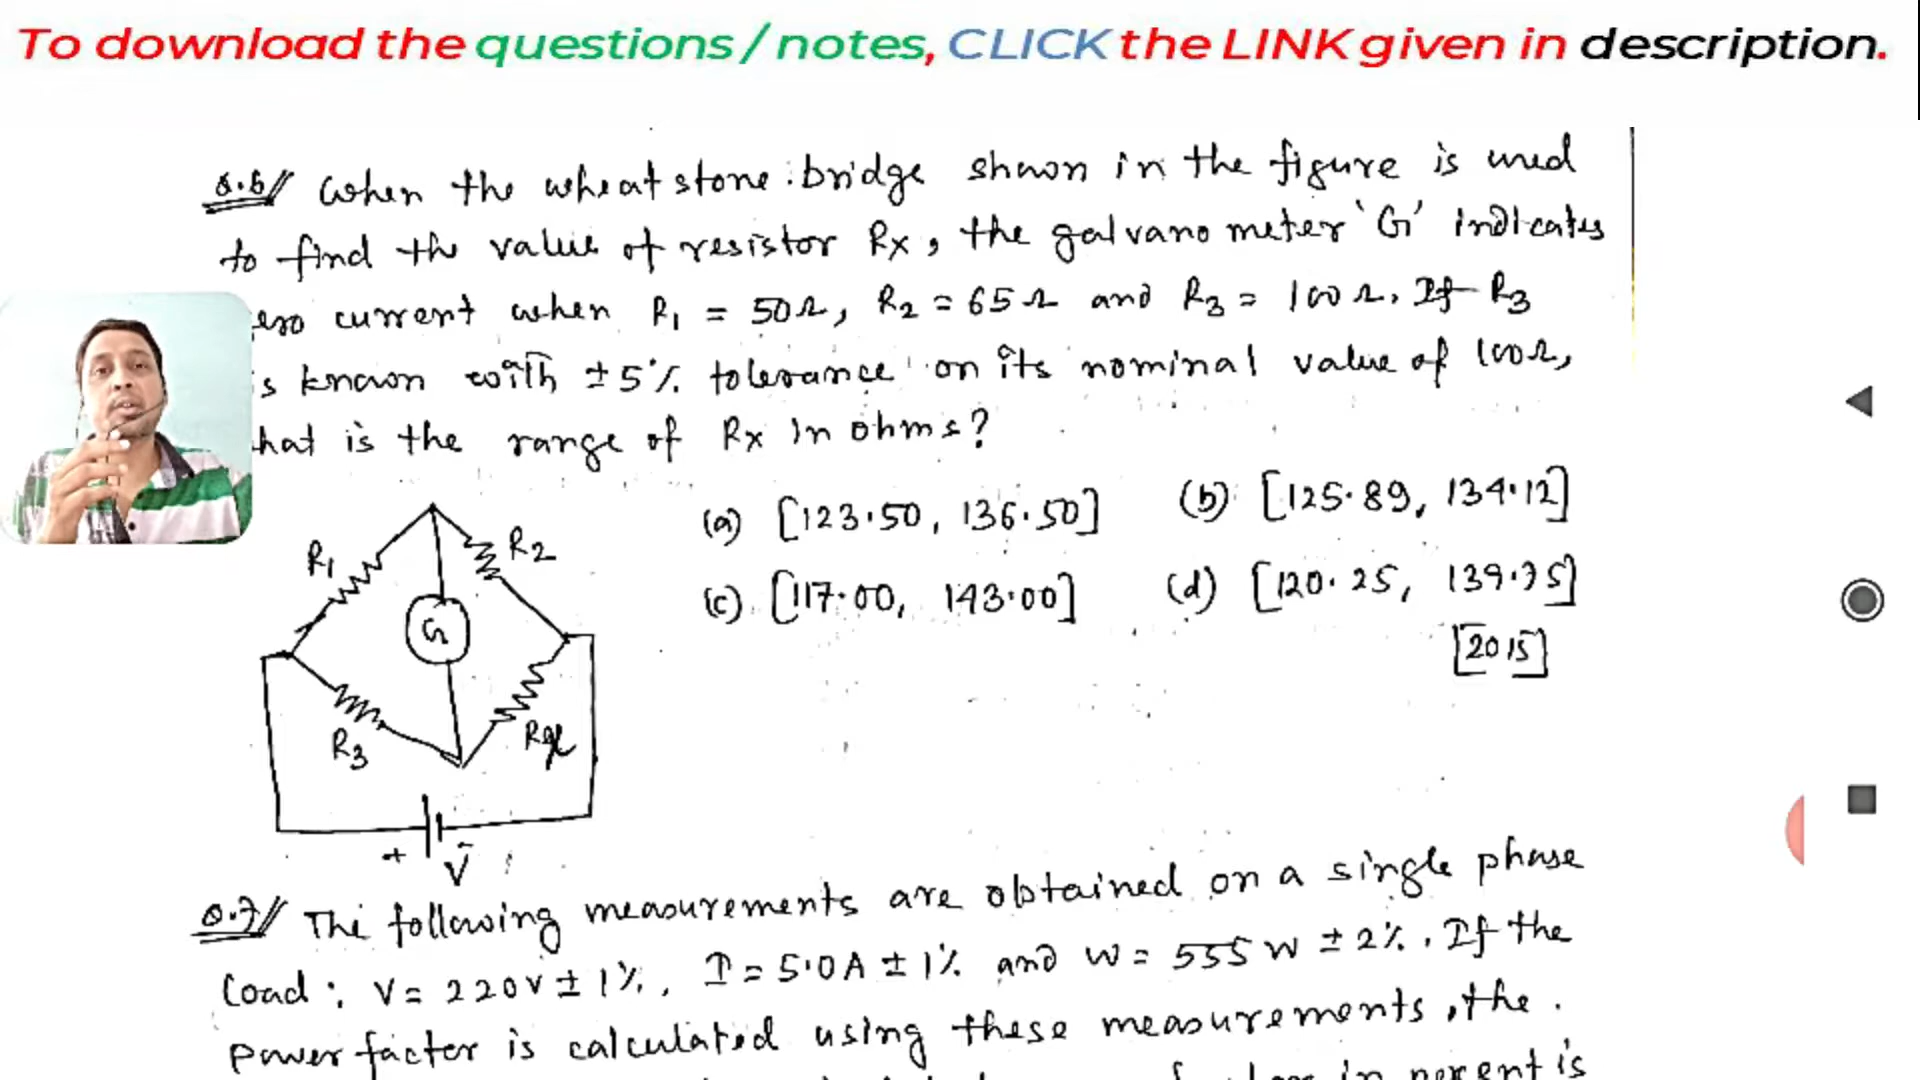 To download the questions / notes, CLICK the LINK given in description.
Q.6 When the wheatstone bridge shown in the figure is used
to find the value of resistor Rx, the galvanometer 'G' indicates
ero current when R1 = 50Ω, R2 = 65Ω and R3 = 100Ω. If R3
s known with ±5% tolerance on its nominal value of 100Ω,
hat is the range of Rx in ohms?
(a) [123.50, 136.50] (b) [125.89, 134.12]
(c) [117.00, 143.00] (d) [120.25, 139.75]
[2015]
R1 R2
G
R3 Rx
+ V -
Q.7 The following measurements are obtained on a single phase
Load: V= 220V ± 1%, I = 5.0A ± 1% and W= 555W ± 2%. If the
power factor is calculated using these measurements, the
in percent is